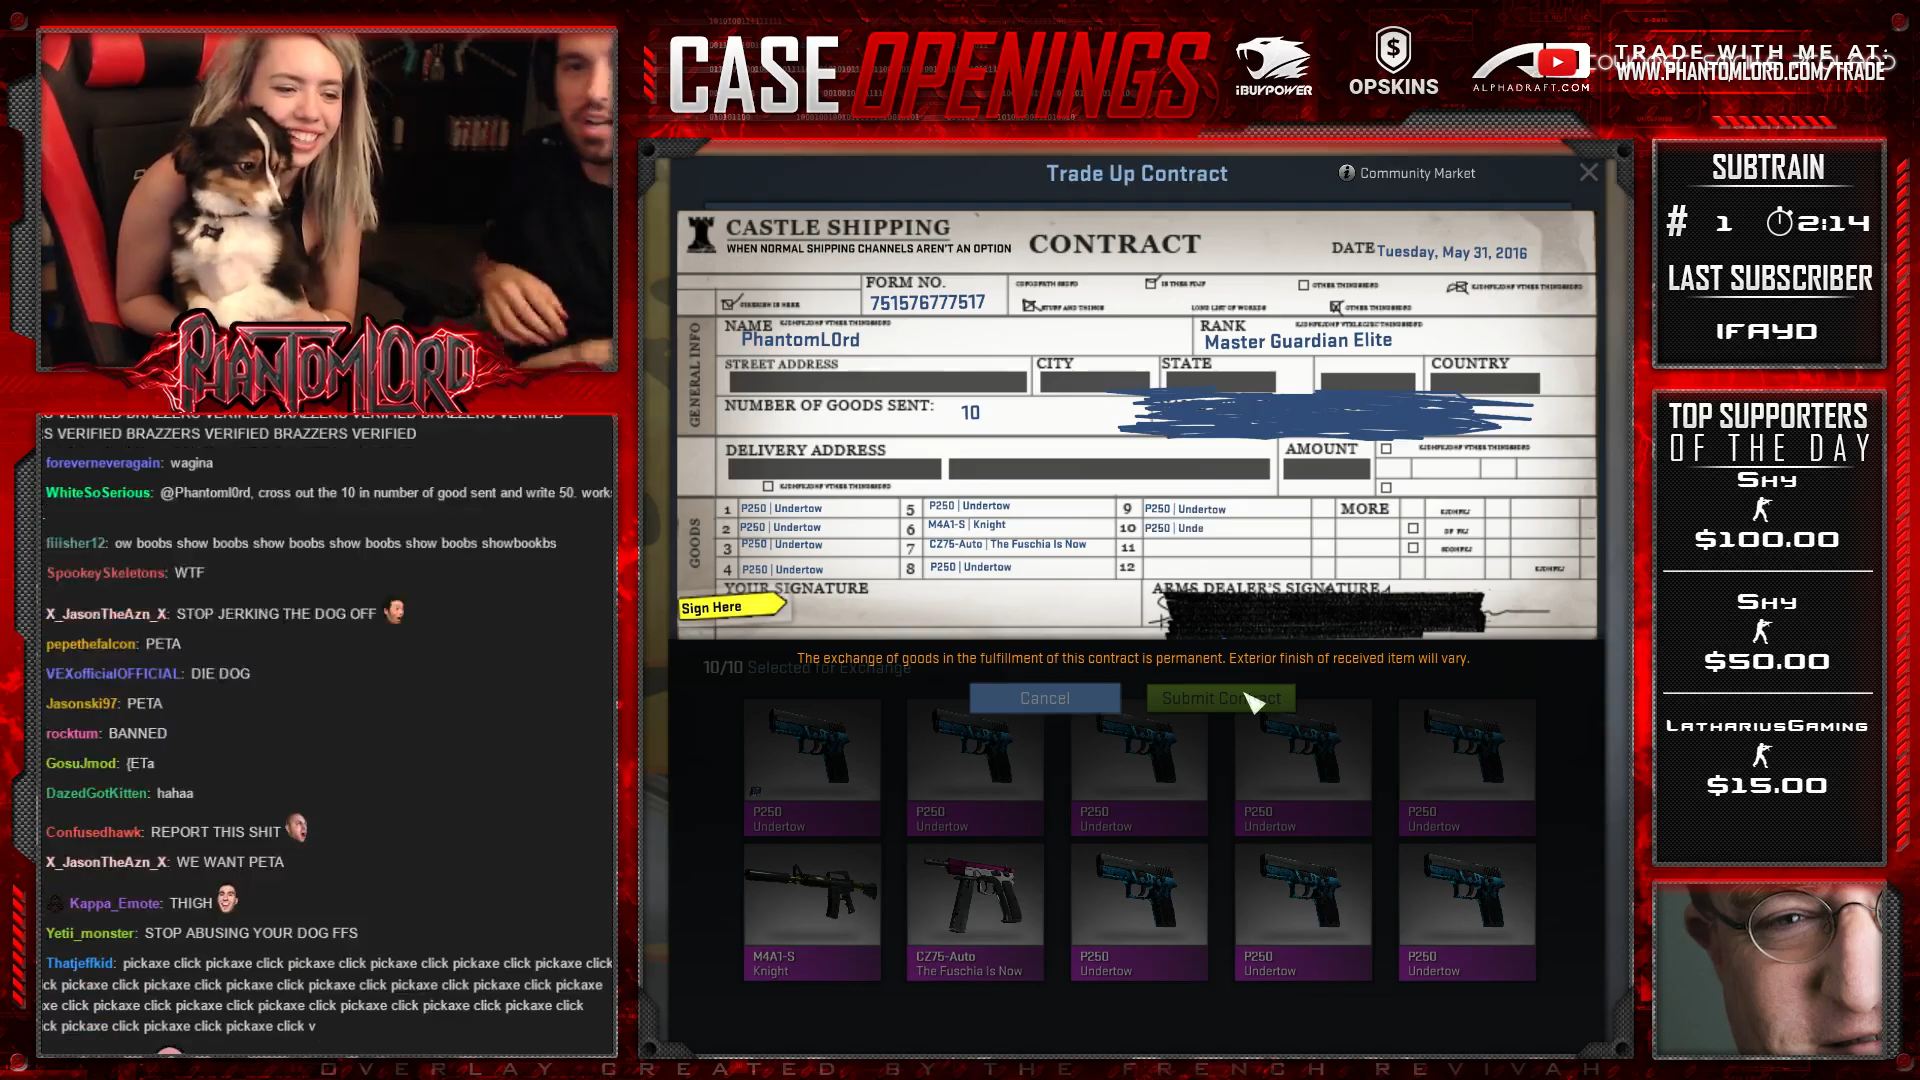 CASE OPENINGS
iBUYPOWER
OPSKINS
ALPHADRAFT.COM
TRADE WITH ME AT:
WWW.PHANTOMLORD.COM/TRADE
PHANTOMLORD
S VERIFIED BRAZZERS VERIFIED BRAZZERS VERIFIED
foreverneveragain: wagina
WhiteSoSerious: @Phantoml0rd, cross out the 10 in number of good sent and write 50. work
.
fiiisher12: ow boobs show boobs show boobs show boobs show boobs showbookbs
SpookeySkeletons: WTF
X_JasonTheAzn_X: STOP JERKING THE DOG OFF
pepethefalcon: PETA
VEXofficialOFFICIAL: DIE DOG
Jasonski97: PETA
rocktum: BANNED
GosuJmod: {ETa
DazedGotKitten: hahaa
Confusedhawk: REPORT THIS SHIT
X_JasonTheAzn_X: WE WANT PETA
Kappa_Emote: THIGH
Yetii_monster: STOP ABUSING YOUR DOG FFS
Thatjeffkid: pickaxe click pickaxe click pickaxe click pickaxe click pickaxe click pickaxe click
ck pickaxe click pickaxe click pickaxe click pickaxe click pickaxe click pickaxe
xe click pickaxe click pickaxe click pickaxe click pickaxe click pickaxe click
ck pickaxe click pickaxe click pickaxe click v
Trade Up Contract
Community Market
CASTLE SHIPPING
WHEN NORMAL SHIPPING CHANNELS AREN'T AN OPTION
CONTRACT
DATE Tuesday, May 31, 2016
FORM NO.
751576777517
GENERAL INFO
NAME
PhantomL0rd
RANK
Master Guardian Elite
STREET ADDRESS
CITY
STATE
COUNTRY
NUMBER OF GOODS SENT: 10
DELIVERY ADDRESS
AMOUNT
GOODS
1 P250 | Undertow
2 P250 | Undertow
3 P250 | Undertow
4 P250 | Undertow
5 P250 | Undertow
6 M4A1-S | Knight
7 CZ75-Auto | The Fuschia Is Now
8 P250 | Undertow
9 P250 | Undertow
10 P250 | Unde
11
12
MORE
YOUR SIGNATURE
Sign Here
ARMS DEALER'S SIGNATURE
The exchange of goods in the fulfillment of this contract is permanent. Exterior finish of received item will vary.
10/10 Selected for Exchange
Cancel
Submit Contract
P250
Undertow
P250
Undertow
P250
Undertow
P250
Undertow
P250
Undertow
M4A1-S
Knight
CZ75-Auto
The Fuschia Is Now
P250
Undertow
P250
Undertow
P250
Undertow
SUBTRAIN
# 1 2:14
LAST SUBSCRIBER
IFAYD
TOP SUPPORTERS
OF THE DAY
SHY
$100.00
SHY
$50.00
LATHARIUSGAMING
$15.00
OVERLAY CREATED BY THE FRENCH REVIVAH